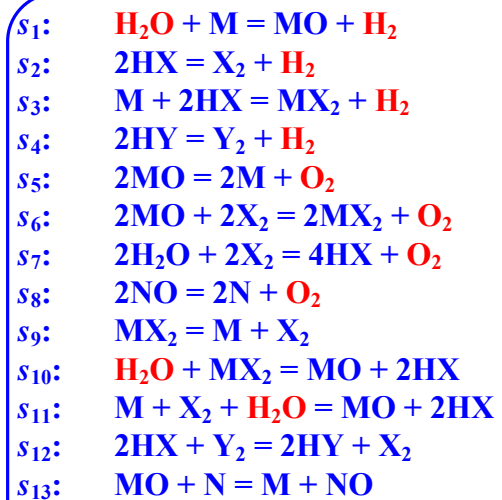 s₁: H₂O + M = MO + H₂
s₂: 2HX = X₂ + H₂
s₃: M + 2HX = MX₂ + H₂
s₄: 2HY = Y₂ + H₂
s₅: 2MO = 2M + O₂
s₆: 2MO + 2X₂ = 2MX₂ + O₂
s₇: 2H₂O + 2X₂ = 4HX + O₂
s₈: 2NO = 2N + O₂
s₉: MX₂ = M + X₂
s₁₀: H₂O + MX₂ = MO + 2HX
s₁₁: M + X₂ + H₂O = MO + 2HX
s₁₂: 2HX + Y₂ = 2HY + X₂
s₁₃: MO + N = M + NO